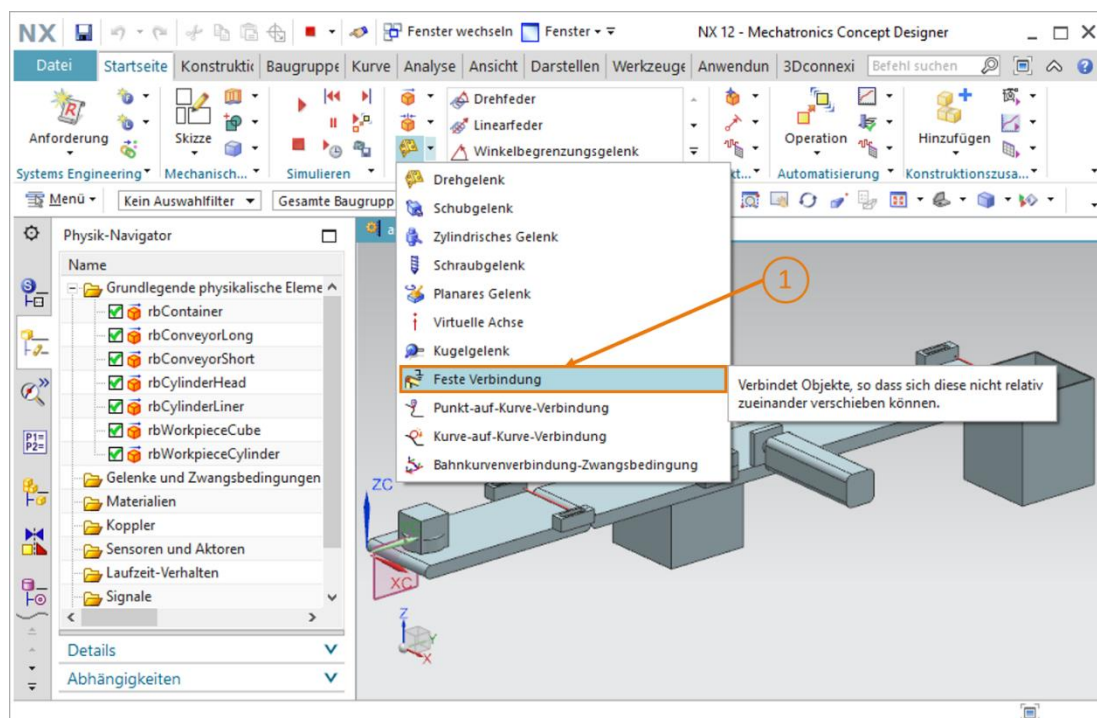 NX
Fenster wechseln
Fenster
NX 12 - Mechatronics Concept Designer
Datei
Startseite
Konstruktic
Baugruppe
Kurve
Analyse
Ansicht
Darstellen
Werkzeuge
Anwendun
3Dconnexi
Befehl suchen
Anforderung
Skizze
Drehfeder
Linearfeder
Winkelbegrenzungsgelenk
Operation
Hinzufügen
Systems Engineering
Mechanisch...
Simulieren
kt...
Automatisierung
Konstruktionszusa...
Menü
Kein Auswahlfilter
Gesamte Baugrupp
Physik-Navigator
a
Name
Grundlegende physikalische Eleme
rbContainer
rbConveyorLong
rbConveyorShort
rbCylinderHead
rbCylinderLiner
rbWorkpieceCube
rbWorkpieceCylinder
Gelenke und Zwangsbedingungen
Materialien
Koppler
Sensoren und Aktoren
Laufzeit-Verhalten
Signale
Details
Abhängigkeiten
P1=
P2=
Drehgelenk
Schubgelenk
Zylindrisches Gelenk
Schraubgelenk
Planares Gelenk
Virtuelle Achse
Kugelgelenk
Feste Verbindung
Punkt-auf-Kurve-Verbindung
Kurve-auf-Kurve-Verbindung
Bahnkurvenverbindung-Zwangsbedingung
1
Verbindet Objekte, so dass sich diese nicht relativ
zueinander verschieben können.
ZC
XC
Z
Y
X